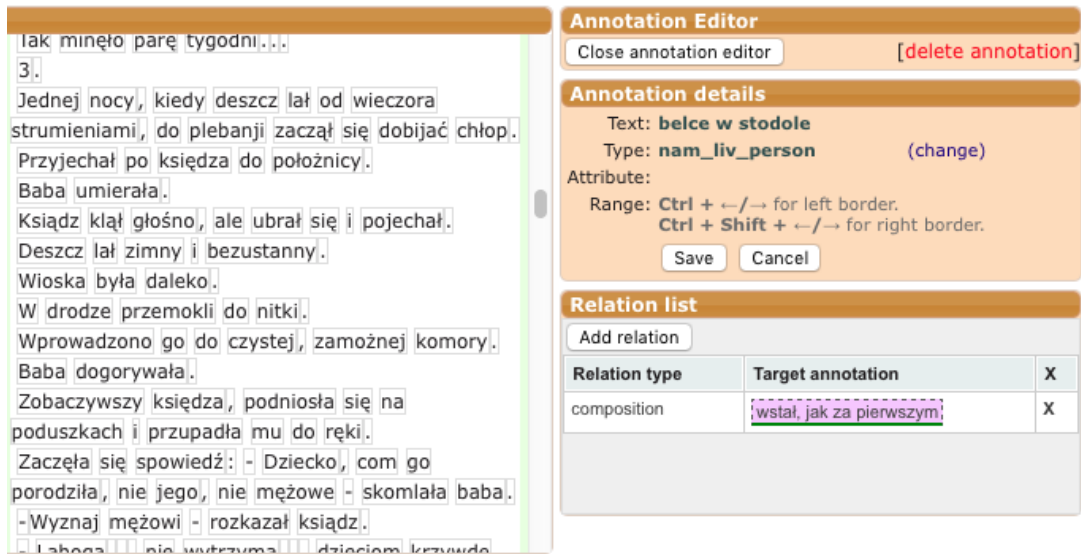 Tak minęło parę tygodni...
3.
Jednej nocy, kiedy deszcz lał od wieczora
strumieniami, do plebanji zaczął się dobijać chłop.
Przyjechał po księdza do położnicy.
Baba umierała.
Ksiądz klął głośno, ale ubrał się i pojechał.
Deszcz lał zimny i bezustanny.
Wioska była daleko.
W drodze przemokli do nitki.
Wprowadzono go do czystej, zamożnej komory.
Baba dogorywała.
Zobaczywszy księdza, podniosła się na
poduszkach i przupadła mu do ręki.
Zaczęła się spowiedź: - Dziecko, com go
porodziła, nie jego, nie mężowe - skomlała baba.
-Wyznaj mężowi - rozkazał ksiądz.
nie wytrzyma dzieciom krzywdę
Annotation Editor
Close annotation editor [delete annotation]
Annotation details
Text: belce w stodole
Type: nam_liv_person (change)
Attribute:
Range: Ctrl + ←/→ for left border.
Ctrl + Shift + ←/→ for right border.
Save Cancel
Relation list
Add relation
Relation type Target annotation X
composition wstał, jak za pierwszym X